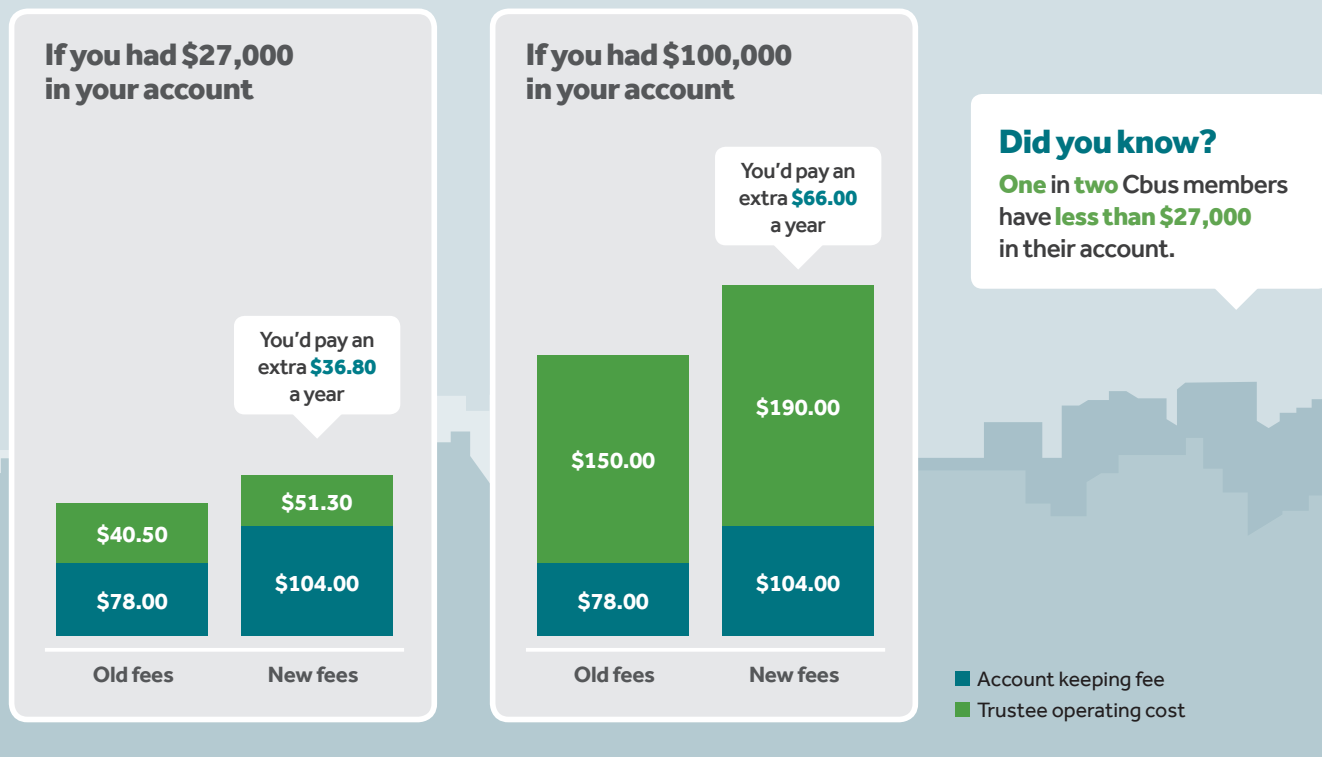 If you had $27,000
in your account
You'd pay an
extra $36.80
a year
$40.50
$78.00
$51.30
$104.00
Old fees
New fees
If you had $100,000
in your account
You'd pay an
extra $66.00
a year
$150.00
$78.00
$190.00
$104.00
Old fees
New fees
Did you know?
One in two Cbus members
have less than $27,000
in their account.
Account keeping fee
Trustee operating cost